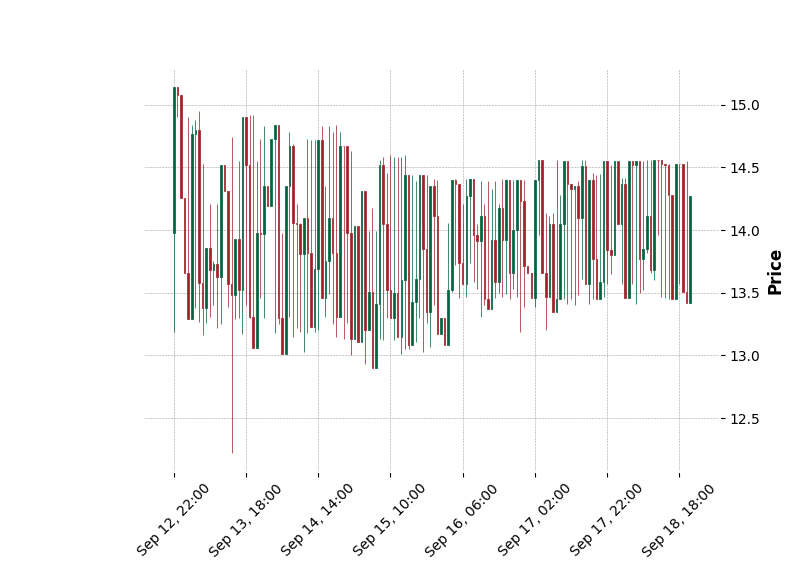 15.0
14.5
14.0
13.5
13.0
12.5
Price
Sep 12, 22:00
Sep 13, 18:00
Sep 14, 14:00
Sep 15, 10:00
Sep 16, 06:00
Sep 17, 02:00
Sep 17, 22:00
Sep 18, 18:00